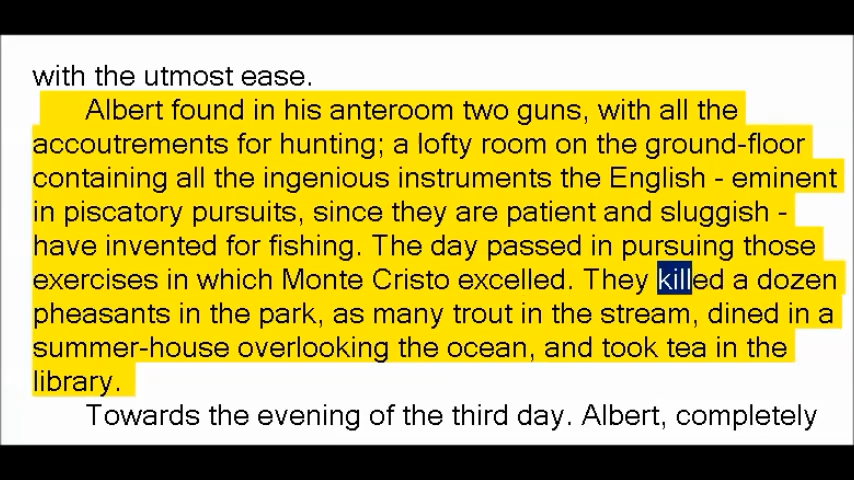 with the utmost ease.
Albert found in his anteroom two guns, with all the
accoutrements for hunting; a lofty room on the ground-floor
containing all the ingenious instruments the English - eminent
in piscatory pursuits, since they are patient and sluggish -
have invented for fishing. The day passed in pursuing those
exercises in which Monte Cristo excelled. They killed a dozen
pheasants in the park, as many trout in the stream, dined in a
summer-house overlooking the ocean, and took tea in the
library.
Towards the evening of the third day. Albert, completely